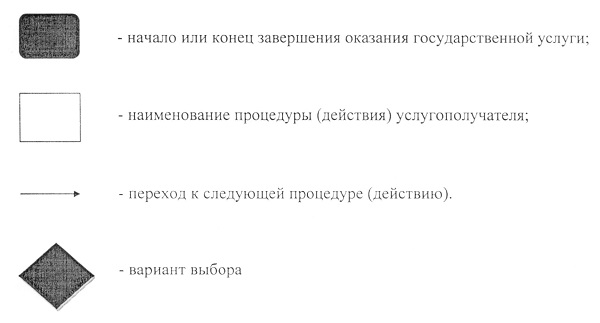 - начало или конец завершения оказания государственной услуги;
- наименование процедуры (действия) услугополучателя;
- переход к следующей процедуре (действию).
- вариант выбора